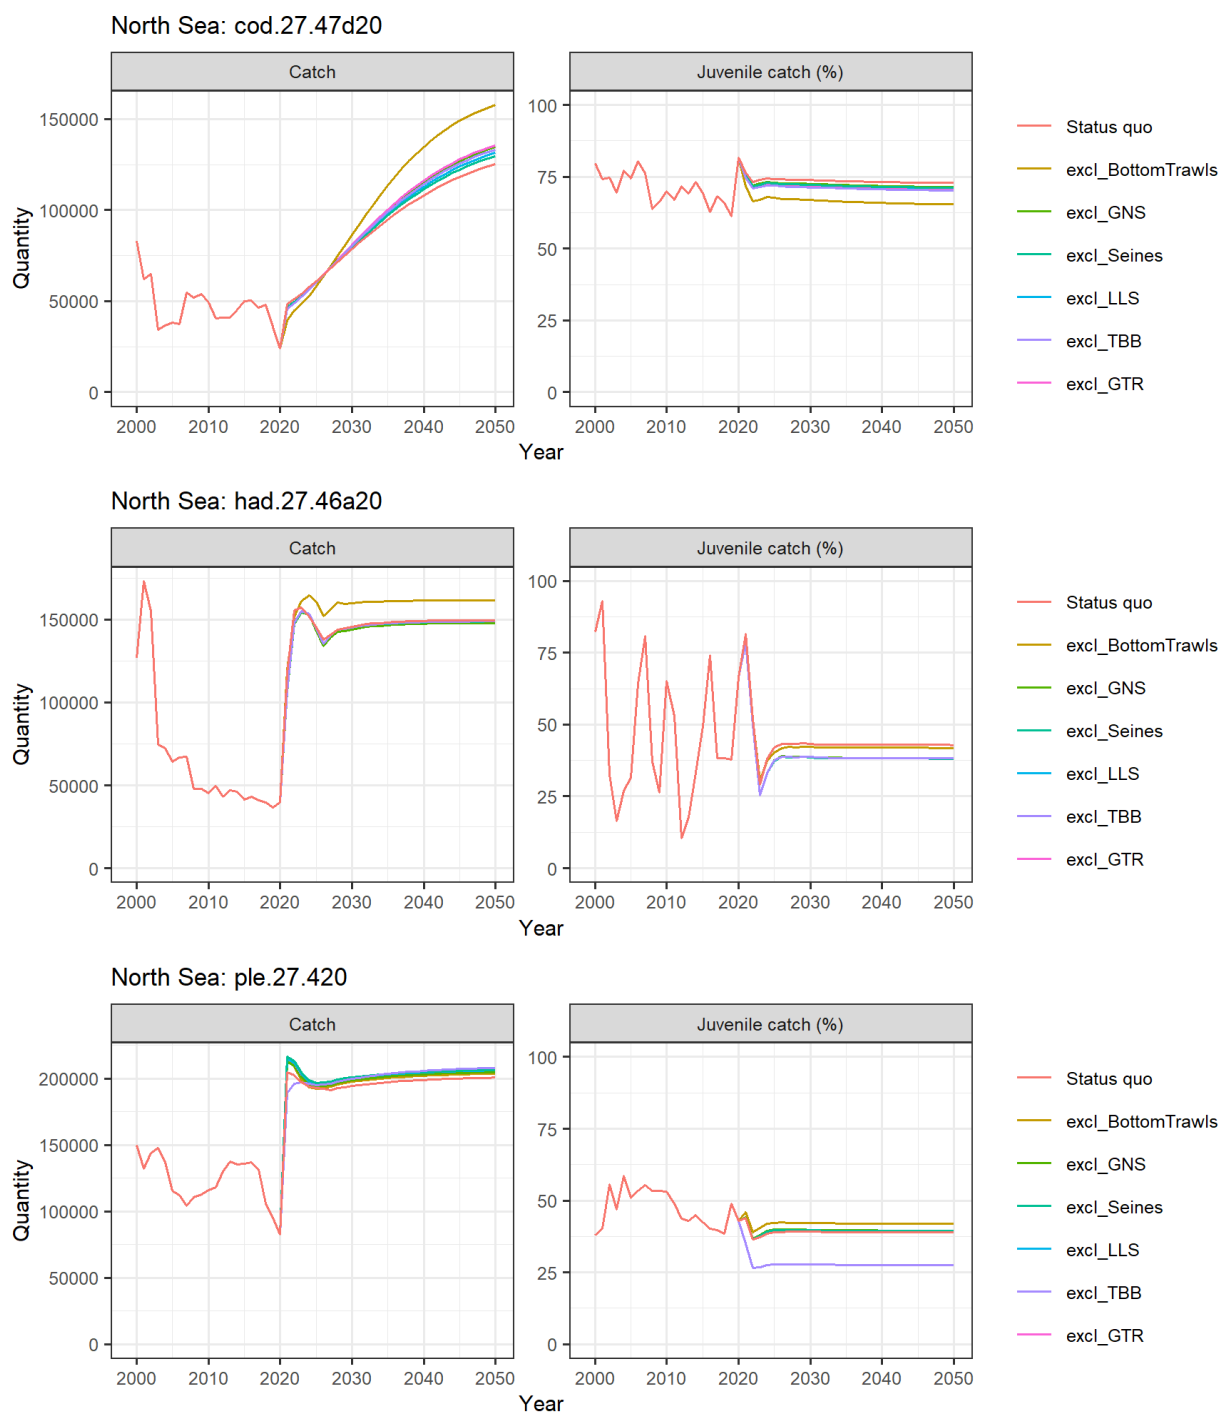 North Sea: cod.27.47d20
Catch
Juvenile catch (%)
Quantity
150000
100000
50000
0
100
75
50
25
0
2000 2010 2020 2030 2040 2050
2000 2010 2020 2030 2040 2050
Year
Status quo
excl_BottomTrawls
excl_GNS
excl_Seines
excl_LLS
excl_TBB
excl_GTR
North Sea: had.27.46a20
Catch
Juvenile catch (%)
Quantity
150000
100000
50000
0
100
75
50
25
0
2000 2010 2020 2030 2040 2050
2000 2010 2020 2030 2040 2050
Year
Status quo
excl_BottomTrawls
excl_GNS
excl_Seines
excl_LLS
excl_TBB
excl_GTR
North Sea: ple.27.420
Catch
Juvenile catch (%)
Quantity
200000
150000
100000
50000
0
100
75
50
25
0
2000 2010 2020 2030 2040 2050
2000 2010 2020 2030 2040 2050
Year
Status quo
excl_BottomTrawls
excl_GNS
excl_Seines
excl_LLS
excl_TBB
excl_GTR